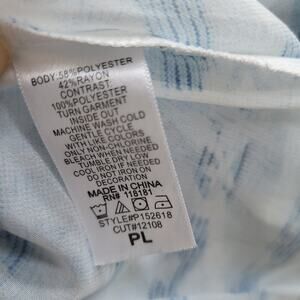 BODY:58%POLYESTER
42%RAYON
CONTRAST:
100%POLYESTER
TURN GARMENT
INSIDE OUT
MACHINE WASH COLD
GENTLE CYCLE
WITH LIKE COLORS
ONLY NON-CHLORINE
BLEACH WHEN NEEDED
TUMBLE DRY LOW
COOL IRON IF NEEDED
DO NOT IRON ON
DECORATION
MADE IN CHINA
RN# 118181
STYLE#P152618
CUT#12108
PL